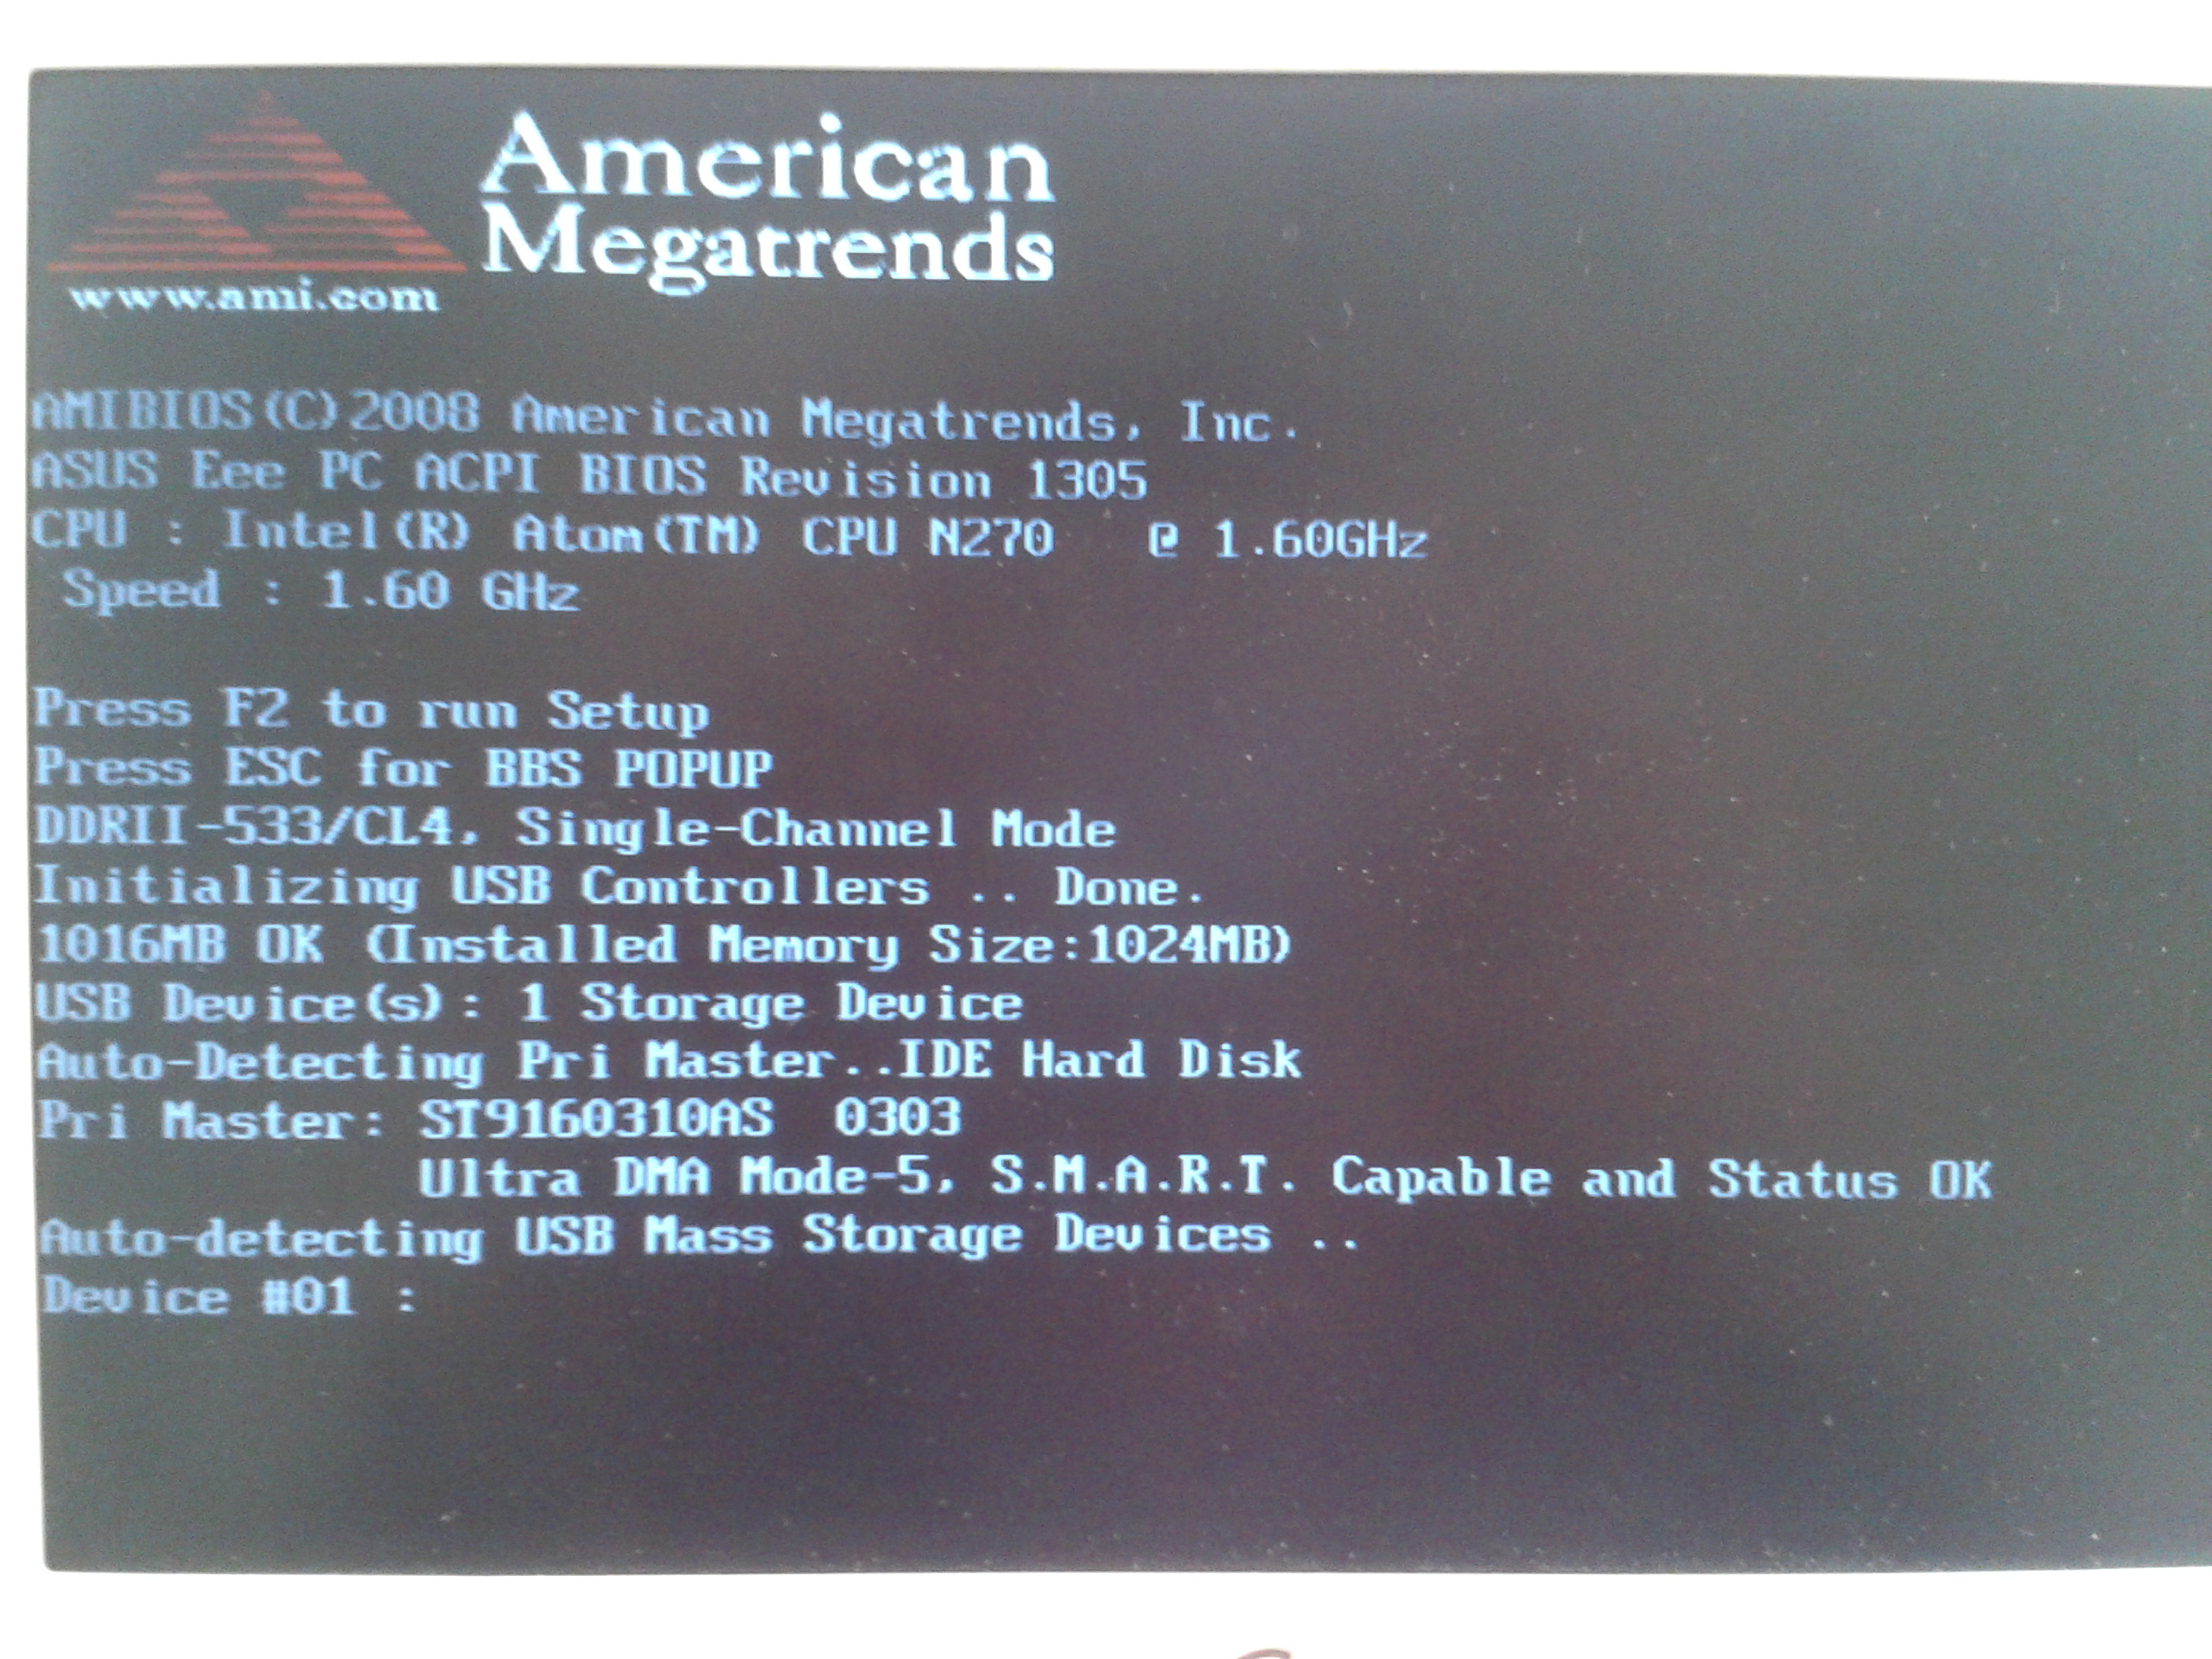 American
Megatrends
www.ami.com
AMIBIOS(C)2008 American Megatrends, Inc.
ASUS Eee PC ACPI BIOS Revision 1305
CPU : Intel(R) Atom(TM) CPU N270   @ 1.60GHz
Speed : 1.60 GHz
Press F2 to run Setup
Press ESC for BBS POPUP
DDRII-533/CL4, Single-Channel Mode
Initializing USB Controllers .. Done.
1016MB OK (Installed Memory Size:1024MB)
USB Device(s): 1 Storage Device
Auto-Detecting Pri Master..IDE Hard Disk
Pri Master: ST9160310AS  0303
Ultra DMA Mode-5, S.M.A.R.T. Capable and Status OK
Auto-detecting USB Mass Storage Devices ..
Device #01 :